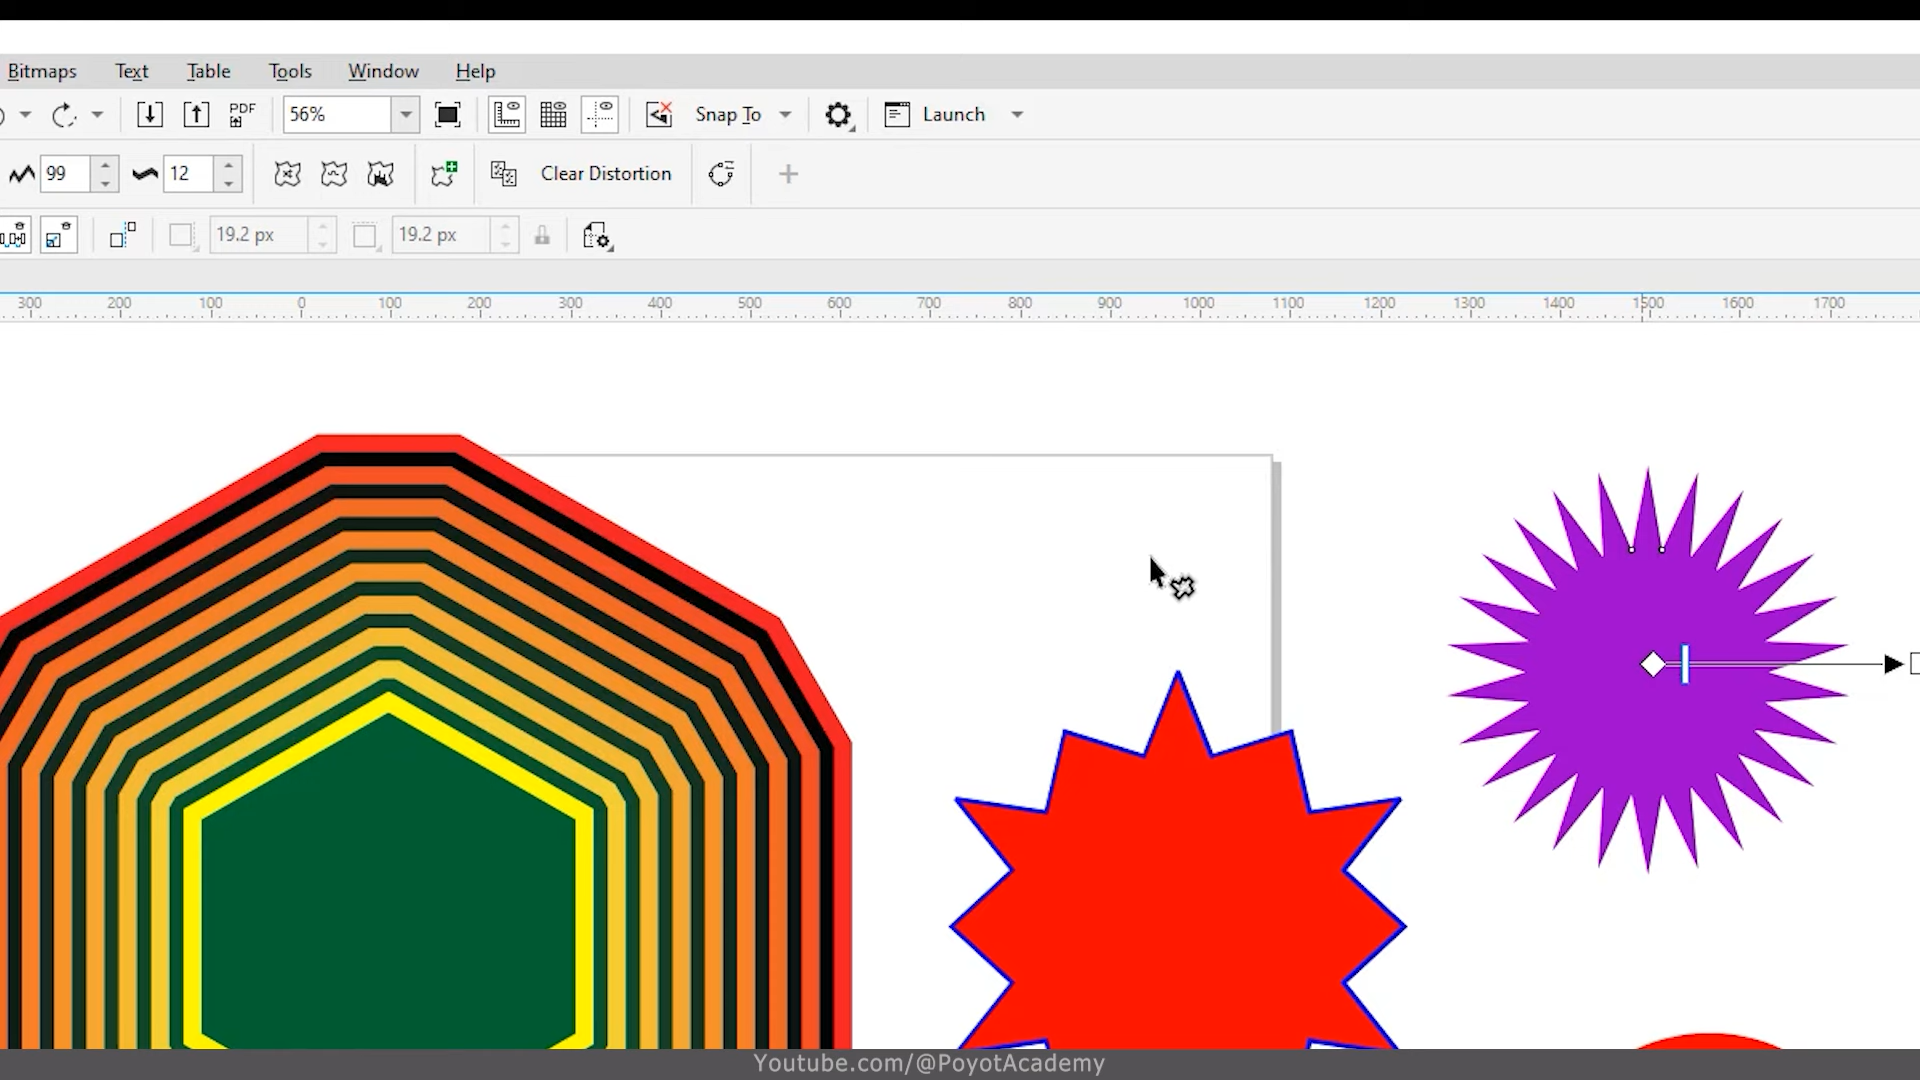 Bitmaps Text Table Tools Window Help
PDF 56% Snap To Launch
99 12 Clear Distortion
19.2 px 19.2 px
300 200 100 0 100 200 300 400 500 600 700 800 900 1000 1100 1200 1300 1400 1500 1600 1700
Youtube.com/@PoyotAcademy